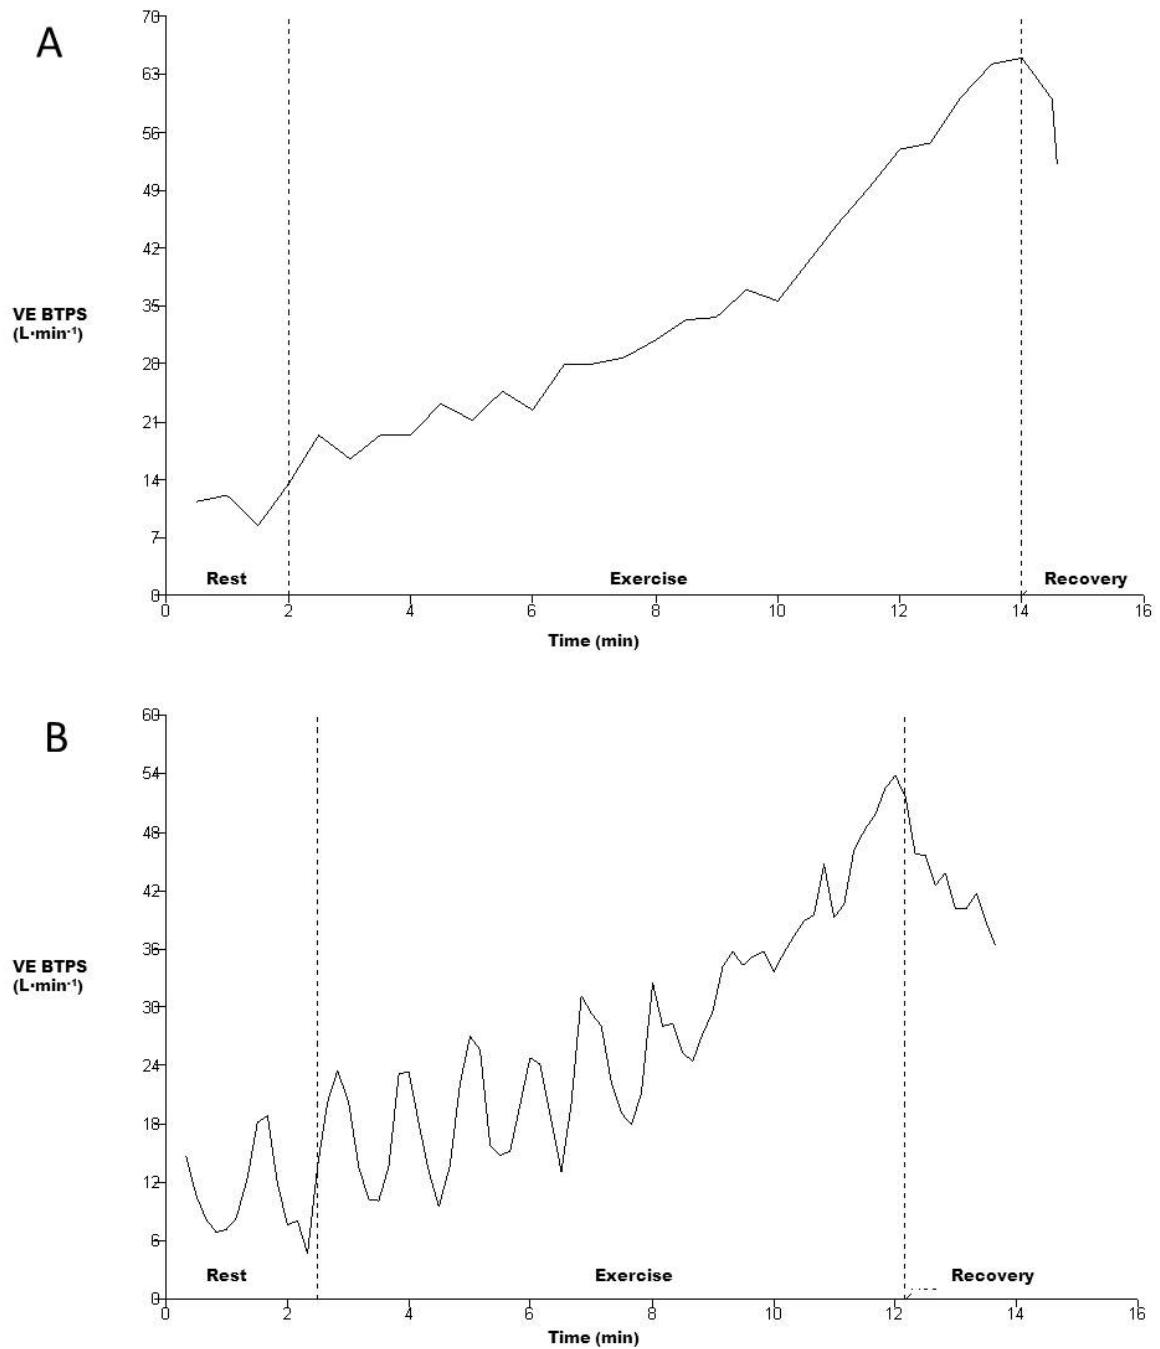 A
70
63
56
49
42
35
28
21
14
7
0
VE BTPS
(L·min⁻¹)
Rest
Exercise
Recovery
0 2 4 6 8 10 12 14 16
Time (min)
B
60
54
48
42
36
30
24
18
12
6
0
VE BTPS
(L·min⁻¹)
Rest
Exercise
Recovery
0 2 4 6 8 10 12 14 16
Time (min)